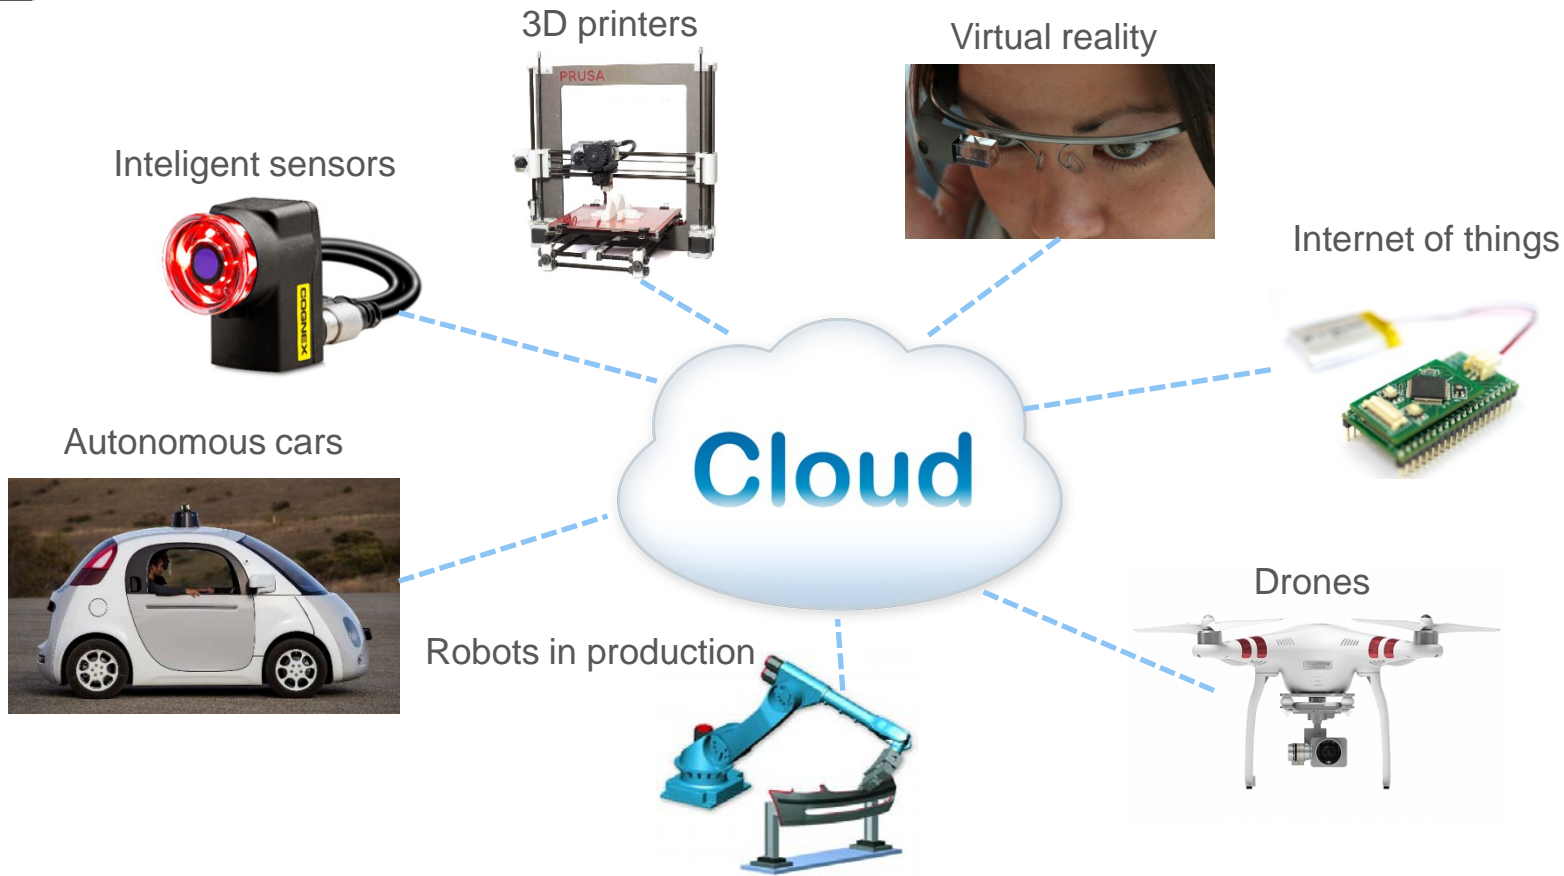 3D printers
Virtual reality
PRUSA
Inteligent sensors
Internet of things
COGNEX
Cloud
Autonomous cars
Drones
Robots in production